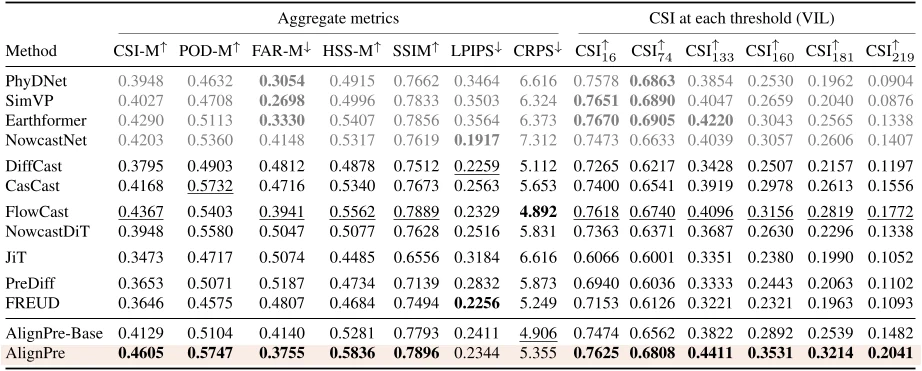 Aggregate metrics CSI at each threshold (VIL)
Method CSI-M↑ POD-M↑ FAR-M↓ HSS-M↑ SSIM↑ LPIPS↓ CRPS↓ CSI↑16 CSI↑74 CSI↑133 CSI↑160 CSI↑181 CSI↑219
PhyDNet 0.3948 0.4632 0.3054 0.4915 0.7662 0.3464 6.616 0.7578 0.6863 0.3854 0.2530 0.1962 0.0904
SimVP 0.4027 0.4708 0.2698 0.4996 0.7833 0.3503 6.324 0.7651 0.6890 0.4047 0.2659 0.2040 0.0876
Earthformer 0.4290 0.5113 0.3330 0.5407 0.7856 0.3564 6.373 0.7670 0.6905 0.4220 0.3043 0.2565 0.1338
NowcastNet 0.4203 0.5360 0.4148 0.5317 0.7619 0.1917 7.312 0.7473 0.6633 0.4039 0.3057 0.2606 0.1407
DiffCast 0.3795 0.4903 0.4812 0.4878 0.7512 0.2259 5.112 0.7265 0.6217 0.3428 0.2507 0.2157 0.1197
CasCast 0.4168 0.5732 0.4716 0.5340 0.7673 0.2563 5.653 0.7400 0.6541 0.3919 0.2978 0.2613 0.1556
FlowCast 0.4367 0.5403 0.3941 0.5562 0.7889 0.2329 4.892 0.7618 0.6740 0.4096 0.3156 0.2819 0.1772
NowcastDiT 0.3948 0.5580 0.5047 0.5077 0.7628 0.2516 5.831 0.7363 0.6371 0.3687 0.2630 0.2296 0.1338
JiT 0.3473 0.4717 0.5074 0.4485 0.6556 0.3184 6.616 0.6066 0.6001 0.3351 0.2380 0.1990 0.1052
PreDiff 0.3653 0.5071 0.5187 0.4734 0.7139 0.2832 5.873 0.6940 0.6036 0.3333 0.2443 0.2063 0.1102
FREUD 0.3646 0.4575 0.4807 0.4684 0.7494 0.2256 5.249 0.7153 0.6126 0.3221 0.2321 0.1963 0.1093
AlignPre-Base 0.4129 0.5104 0.4140 0.5281 0.7793 0.2411 4.906 0.7474 0.6562 0.3822 0.2892 0.2539 0.1482
AlignPre 0.4605 0.5747 0.3755 0.5836 0.7896 0.2344 5.355 0.7625 0.6808 0.4411 0.3531 0.3214 0.2041